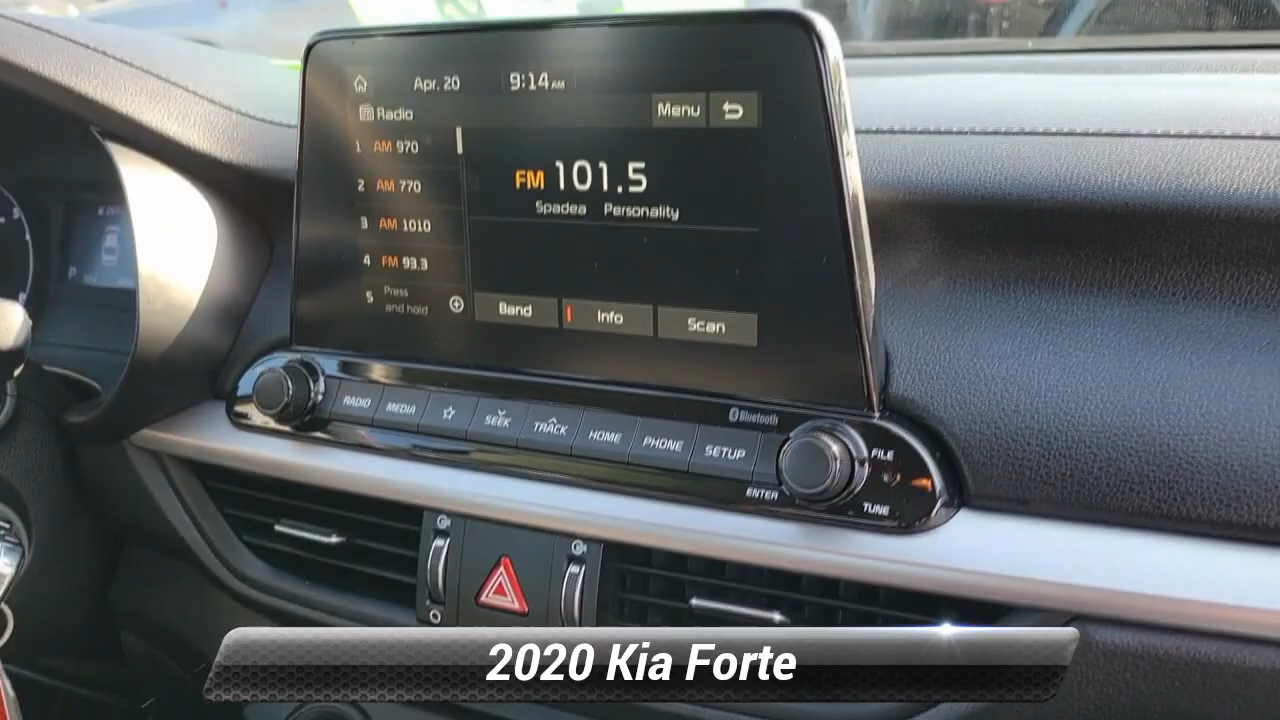 Apr. 20 9:14 AM
Radio
Menu
1 AM 970
2 AM 770
3 AM 1010
4 FM 93.3
5 Press and hold
FM 101.5
Spadea Personality
Band Info Scan
RADIO MEDIA SEEK TRACK HOME PHONE SETUP
Bluetooth
FILE
ENTER
TUNE
P
2020 Kia Forte